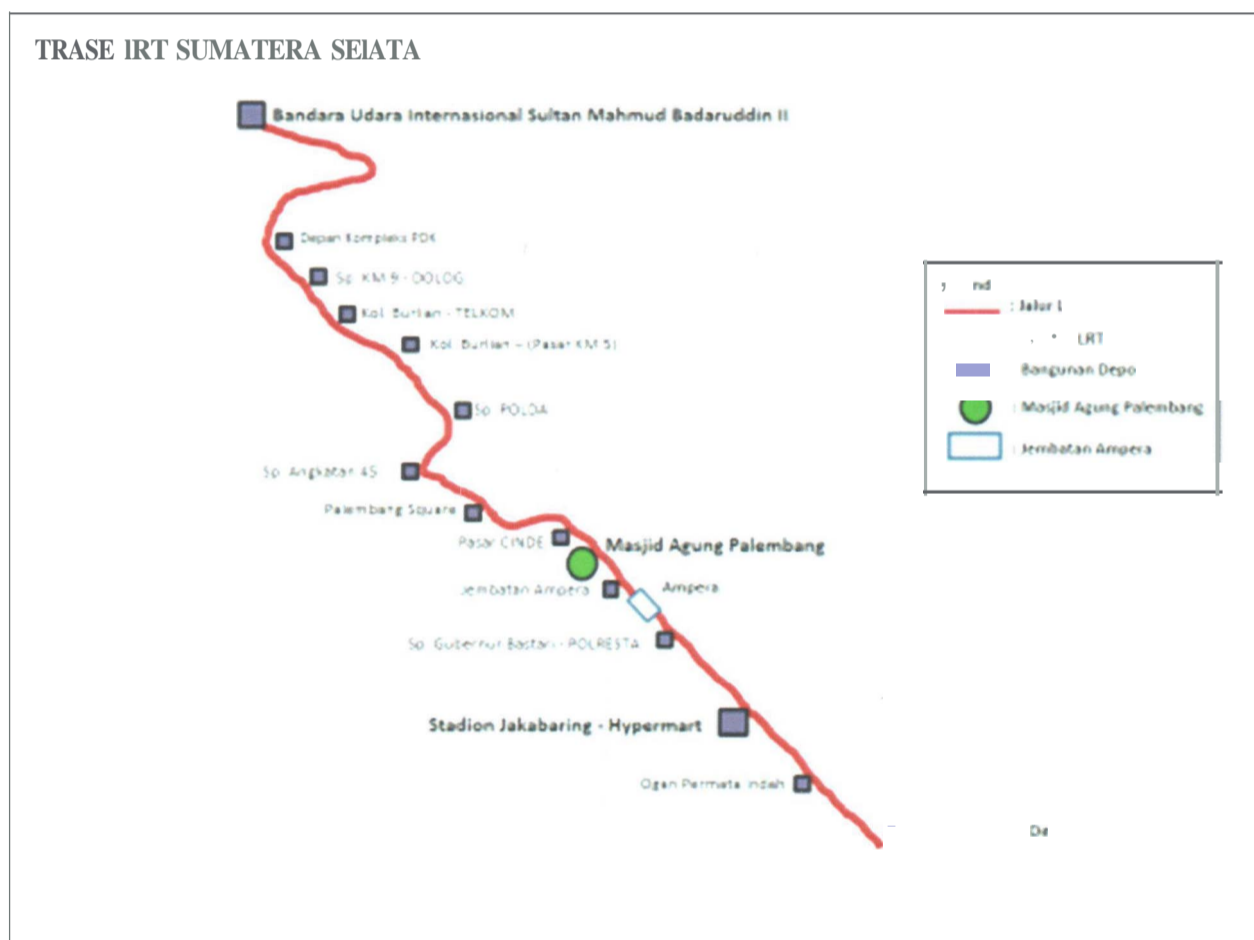 TRASE lRT SUMATERA SElATA
Bandara Udara Internasional Sultan Mahmud Badaruddin II
Depan Kompleks PDK
Sp. KM 9 - DOLOG
Kol. Burlian - TELKOM
Kol. Burlian – (Pasar KM 5)
Sp. POLDA
Sp. Angkatan 45
Palembang Square
Pasar CINDE
Masjid Agung Palembang
Jembatan Ampera
Ampera
Sp. Gubernur Bastari - POLRESTA
Stadion Jakabaring - Hypermart
Ogan Permata Indah
De
nd
: Jalur L
LRT
Bangunan Depo
: Masjid Agung Palembang
: Jembatan Ampera